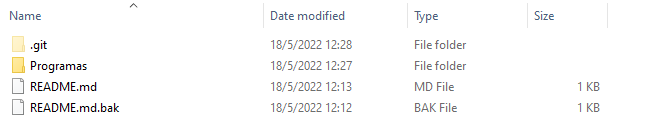 Name Date modified Type Size
.git 18/5/2022 12:28 File folder
Programas 18/5/2022 12:27 File folder
README.md 18/5/2022 12:13 MD File 1 KB
README.md.bak 18/5/2022 12:12 BAK File 1 KB